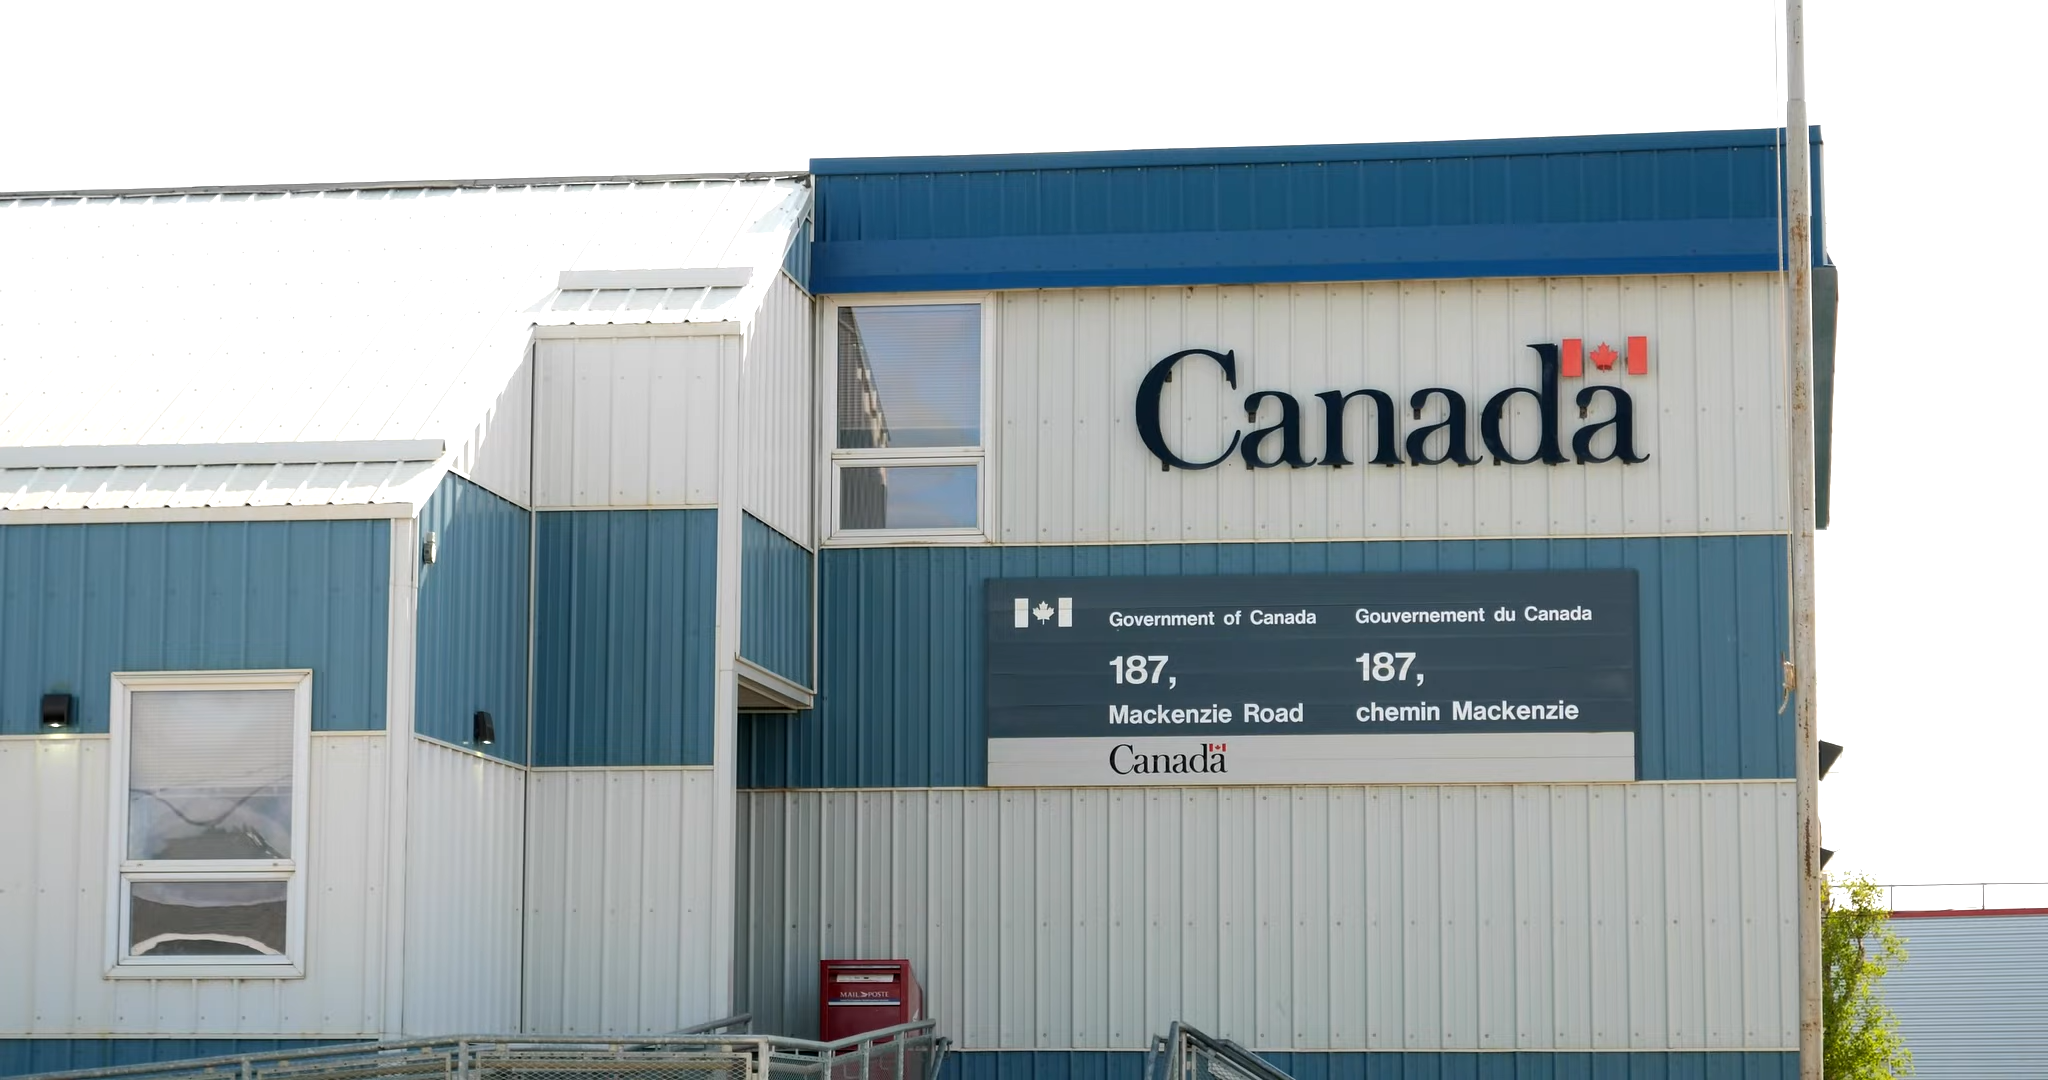 Canada
Government of Canada
187,
Mackenzie Road
Gouvernement du Canada
187,
chemin Mackenzie
Canada
MAIL POSTE